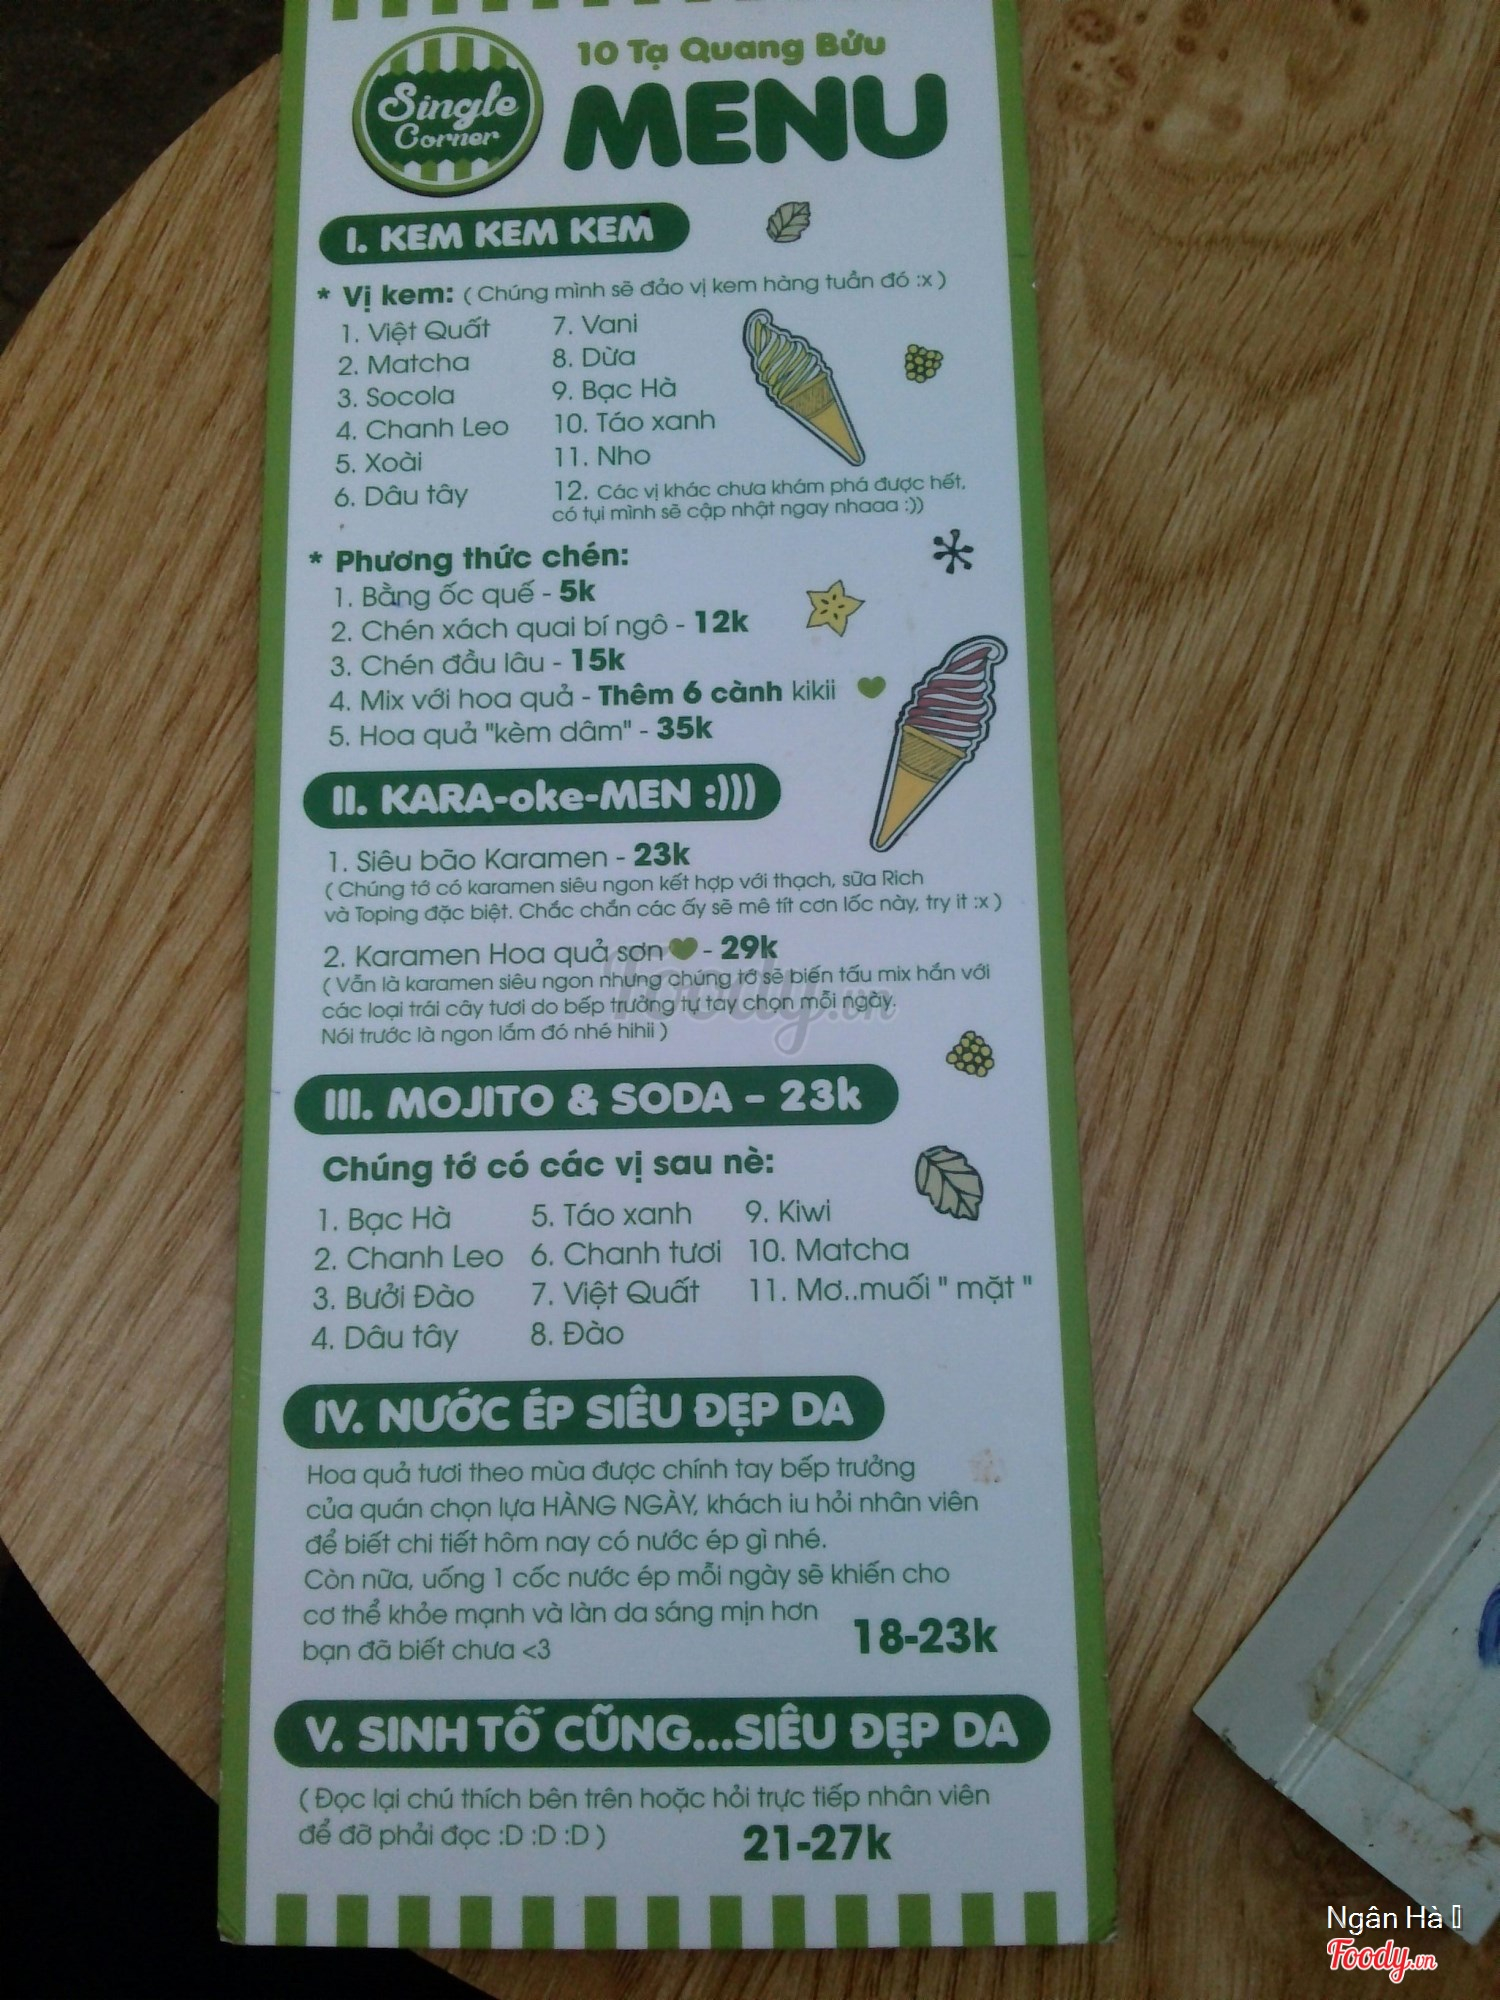 Single
Corner
10 Tạ Quang Bửu
MENU
I. KEM KEM KEM
* Vị kem: ( Chúng mình sẽ đảo vị kem hàng tuần đó :x )
1. Việt Quất
2. Matcha
3. Socola
4. Chanh Leo
5. Xoài
6. Dâu tây
7. Vani
8. Dừa
9. Bạc Hà
10. Táo xanh
11. Nho
12. Các vị khác chưa khám phá được hết,
có tụi mình sẽ cập nhật ngay nhaaa :))
* Phương thức chén:
1. Bằng ốc quế - 5k
2. Chén xách quai bí ngô - 12k
3. Chén đầu lâu - 15k
4. Mix với hoa quả - Thêm 6 cành kikii
5. Hoa quả "kèm dâm" - 35k
II. KARA-oke-MEN :)))
1. Siêu bão Karamen - 23k
( Chúng tớ có karamen siêu ngon kết hợp với thạch, sữa Rich
và Toping đặc biệt. Chắc chắn các ấy sẽ mê tít cơn lốc này, try it :x )
2. Karamen Hoa quả sơn - 29k
( Vẫn là karamen siêu ngon nhưng chúng tớ sẽ biến tấu mix hẳn với
các loại trái cây tươi do bếp trưởng tự tay chọn mỗi ngày.
Nói trước là ngon lắm đó nhé hihii )
Foody.vn
III. MOJITO & SODA - 23k
Chúng tớ có các vị sau nè:
1. Bạc Hà
2. Chanh Leo
3. Bưởi Đào
4. Dâu tây
5. Táo xanh
6. Chanh tươi
7. Việt Quất
8. Đào
9. Kiwi
10. Matcha
11. Mơ..muối " mặt "
IV. NƯỚC ÉP SIÊU ĐẸP DA
Hoa quả tươi theo mùa được chính tay bếp trưởng
của quán chọn lựa HÀNG NGÀY, khách iu hỏi nhân viên
để biết chi tiết hôm nay có nước ép gì nhé.
Còn nữa, uống 1 cốc nước ép mỗi ngày sẽ khiến cho
cơ thể khỏe mạnh và làn da sáng mịn hơn
bạn đã biết chưa <3
18-23k
V. SINH TỐ CŨNG...SIÊU ĐẸP DA
( Đọc lại chú thích bên trên hoặc hỏi trực tiếp nhân viên
để đỡ phải đọc :D :D :D )
21-27k
Ngân Hà
Foody.vn